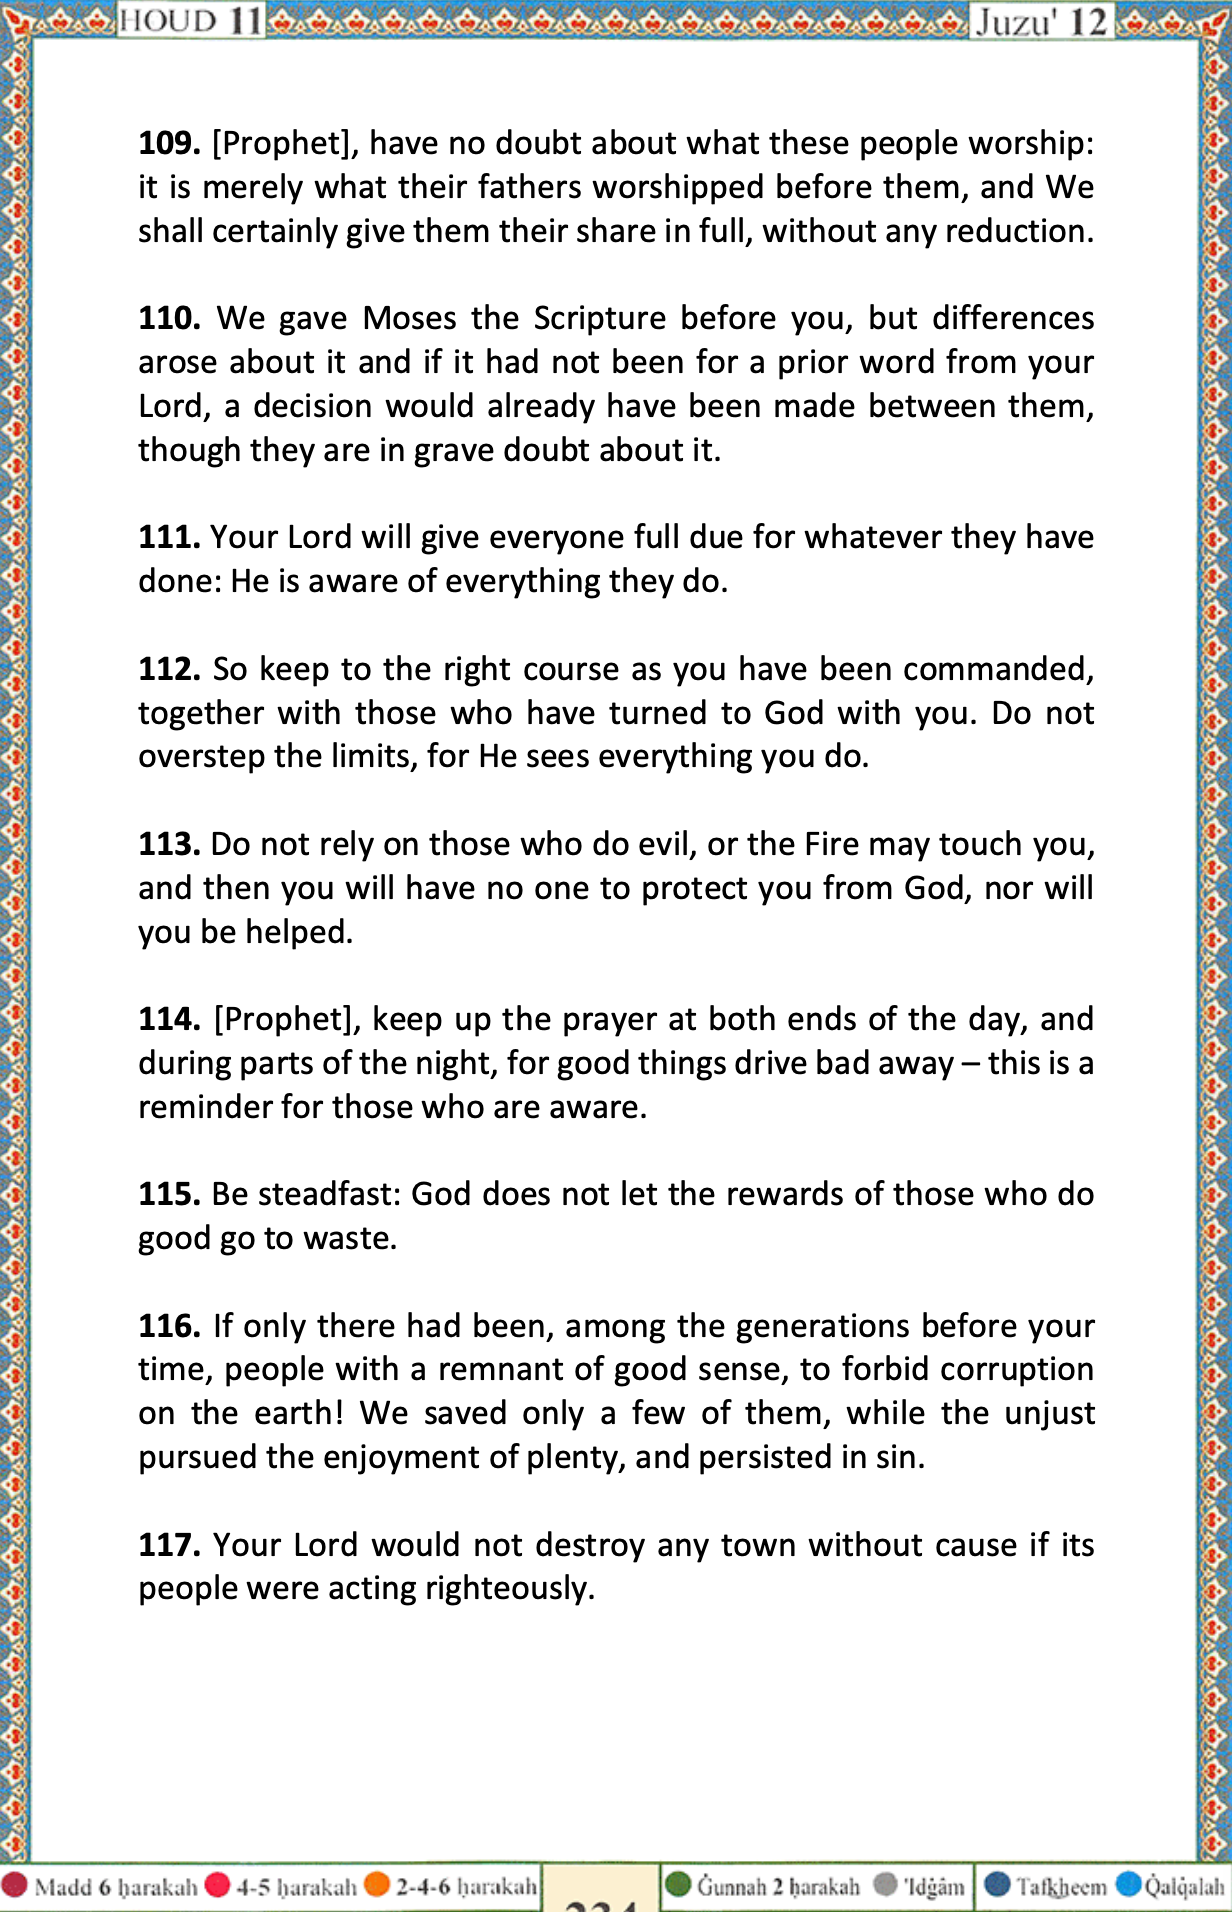 HOUD 11
Juzu' 12
109. [Prophet], have no doubt about what these people worship:
it is merely what their fathers worshipped before them, and We
shall certainly give them their share in full, without any reduction.
110. We gave Moses the Scripture before you, but differences
arose about it and if it had not been for a prior word from your
Lord, a decision would already have been made between them,
though they are in grave doubt about it.
111. Your Lord will give everyone full due for whatever they have
done: He is aware of everything they do.
112. So keep to the right course as you have been commanded,
together with those who have turned to God with you. Do not
overstep the limits, for He sees everything you do.
113. Do not rely on those who do evil, or the Fire may touch you,
and then you will have no one to protect you from God, nor will
you be helped.
114. [Prophet], keep up the prayer at both ends of the day, and
during parts of the night, for good things drive bad away – this is a
reminder for those who are aware.
115. Be steadfast: God does not let the rewards of those who do
good go to waste.
116. If only there had been, among the generations before your
time, people with a remnant of good sense, to forbid corruption
on the earth! We saved only a few of them, while the unjust
pursued the enjoyment of plenty, and persisted in sin.
117. Your Lord would not destroy any town without cause if its
people were acting righteously.
Madd 6 ḥarakah 4-5 ḥarakah 2-4-6 ḥarakah 234 Ġunnah 2 ḥarakah 'Idġâm Tafkheem Q̇alq̇alah